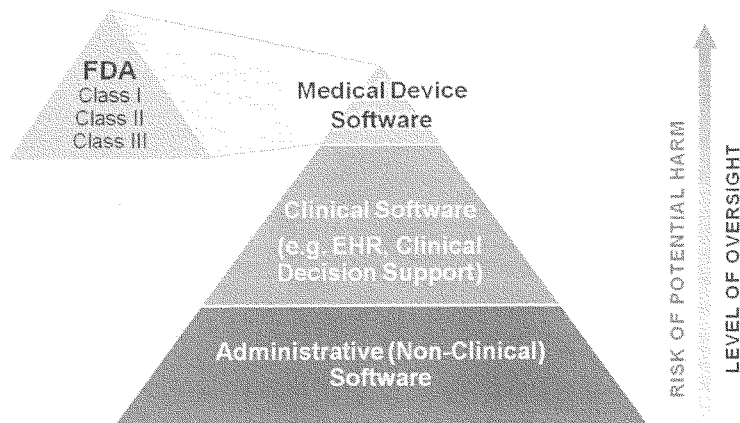 FDA
Class I
Class II
Class III
Medical Device
Software
Clinical Software
(e.g. EHR, Clinical
Decision Support)
Administrative (Non-Clinical)
Software
RISK OF POTENTIAL HARM
LEVEL OF OVERSIGHT